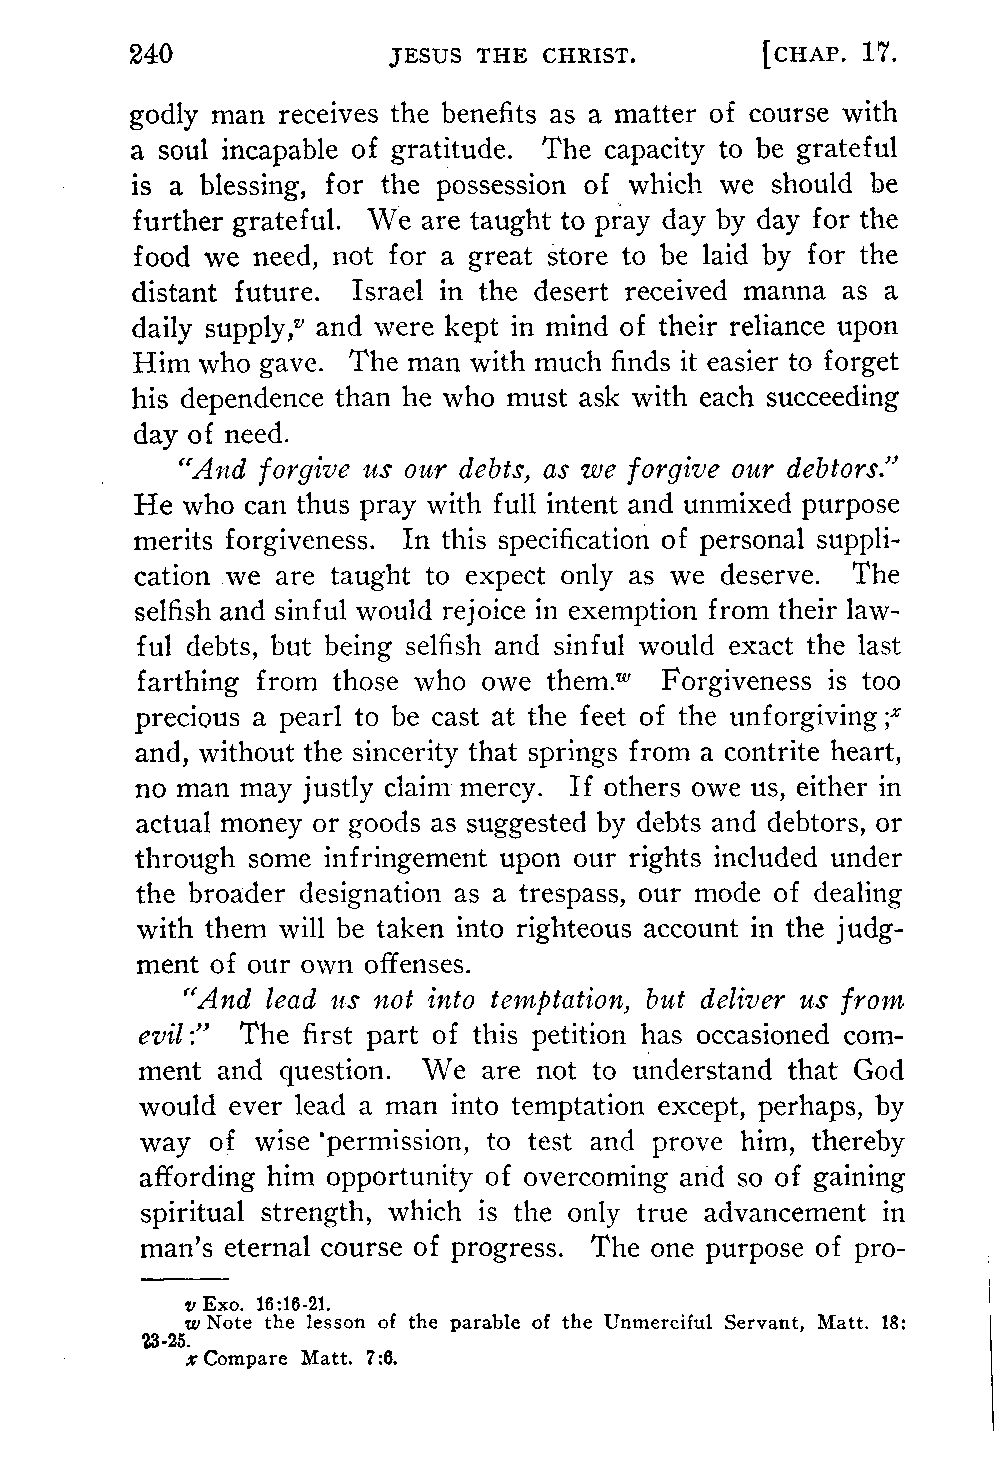 240 JESUS THE CHRIST. [CHAP. 17.
godly man receives the benefits as a matter of course with
a soul incapable of gratitude. The capacity to be grateful
is a blessing, for the possession of which we should be
further grateful. We are taught to pray day by day for the
food we need, not for a great store to be laid by for the
distant future. Israel in the desert received manna as a
daily supply,v and were kept in mind of their reliance upon
Him who gave. The man with much finds it easier to forget
his dependence than he who must ask with each succeeding
day of need.
"And forgive us our debts, as we forgive our debtors."
He who can thus pray with full intent and unmixed purpose
merits forgiveness. In this specification of personal suppli-
cation we are taught to expect only as we deserve. The
selfish and sinful would rejoice in exemption from their law-
ful debts, but being selfish and sinful would exact the last
farthing from those who owe them.w Forgiveness is too
precious a pearl to be cast at the feet of the unforgiving;x
and, without the sincerity that springs from a contrite heart,
no man may justly claim mercy. If others owe us, either in
actual money or goods as suggested by debts and debtors, or
through some infringement upon our rights included under
the broader designation as a trespass, our mode of dealing
with them will be taken into righteous account in the judg-
ment of our own offenses.
"And lead us not into temptation, but deliver us from
evil:" The first part of this petition has occasioned com-
ment and question. We are not to understand that God
would ever lead a man into temptation except, perhaps, by
way of wise permission, to test and prove him, thereby
affording him opportunity of overcoming and so of gaining
spiritual strength, which is the only true advancement in
man's eternal course of progress. The one purpose of pro-
v Exo. 16:16-21.
w Note the lesson of the parable of the Unmerciful Servant, Matt. 18:
23-25.
x Compare Matt. 7:6.